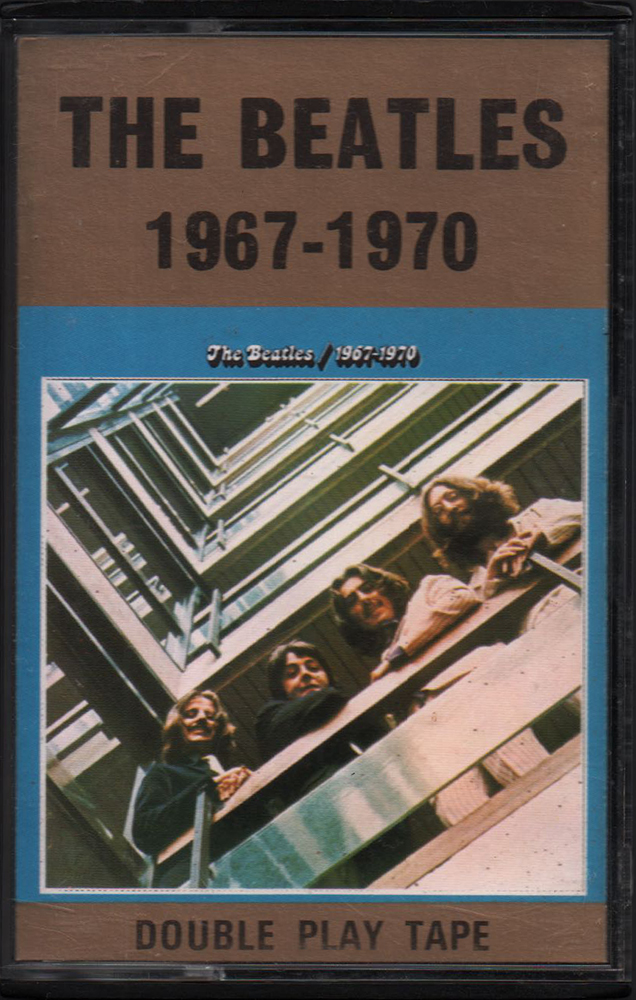 THE BEATLES
1967-1970
The Beatles / 1967-1970
DOUBLE PLAY TAPE